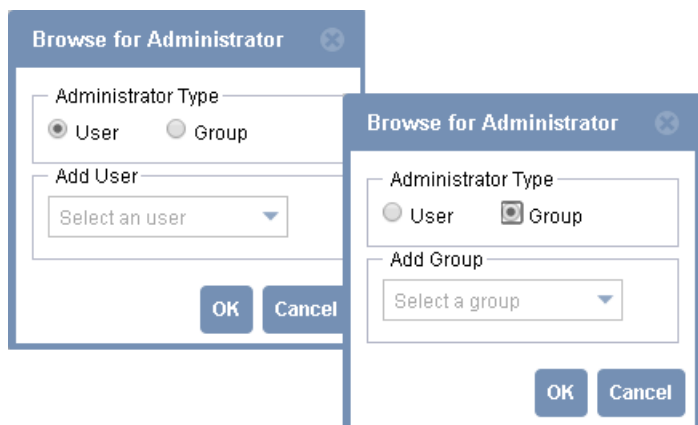 Browse for Administrator
Administrator Type
User Group
Add User
Select an user
OK Cancel
Browse for Administrator
Administrator Type
User Group
Add Group
Select a group
OK Cancel